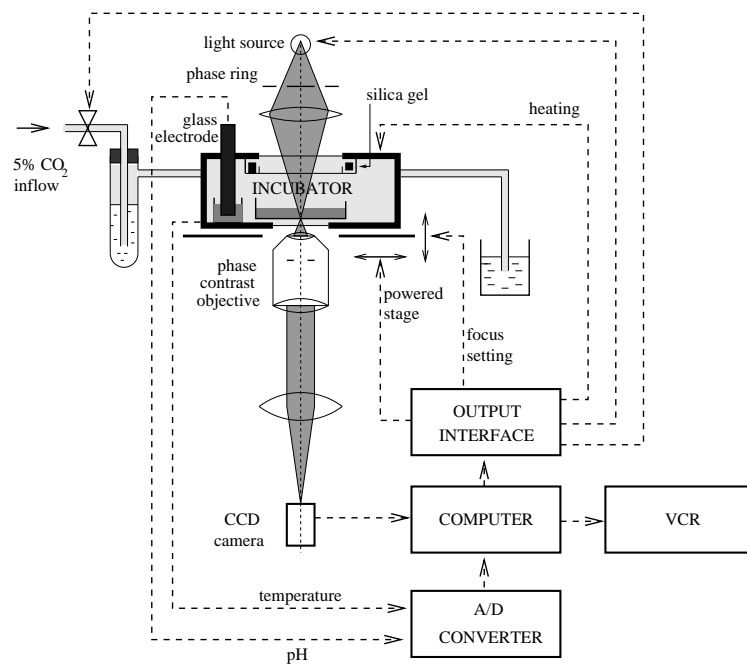 light source
phase ring
silica gel
glass
electrode
heating
5% CO2
inflow
INCUBATOR
phase
contrast
objective
powered
stage
focus
setting
OUTPUT
INTERFACE
CCD
camera
COMPUTER
VCR
temperature
A/D
CONVERTER
pH